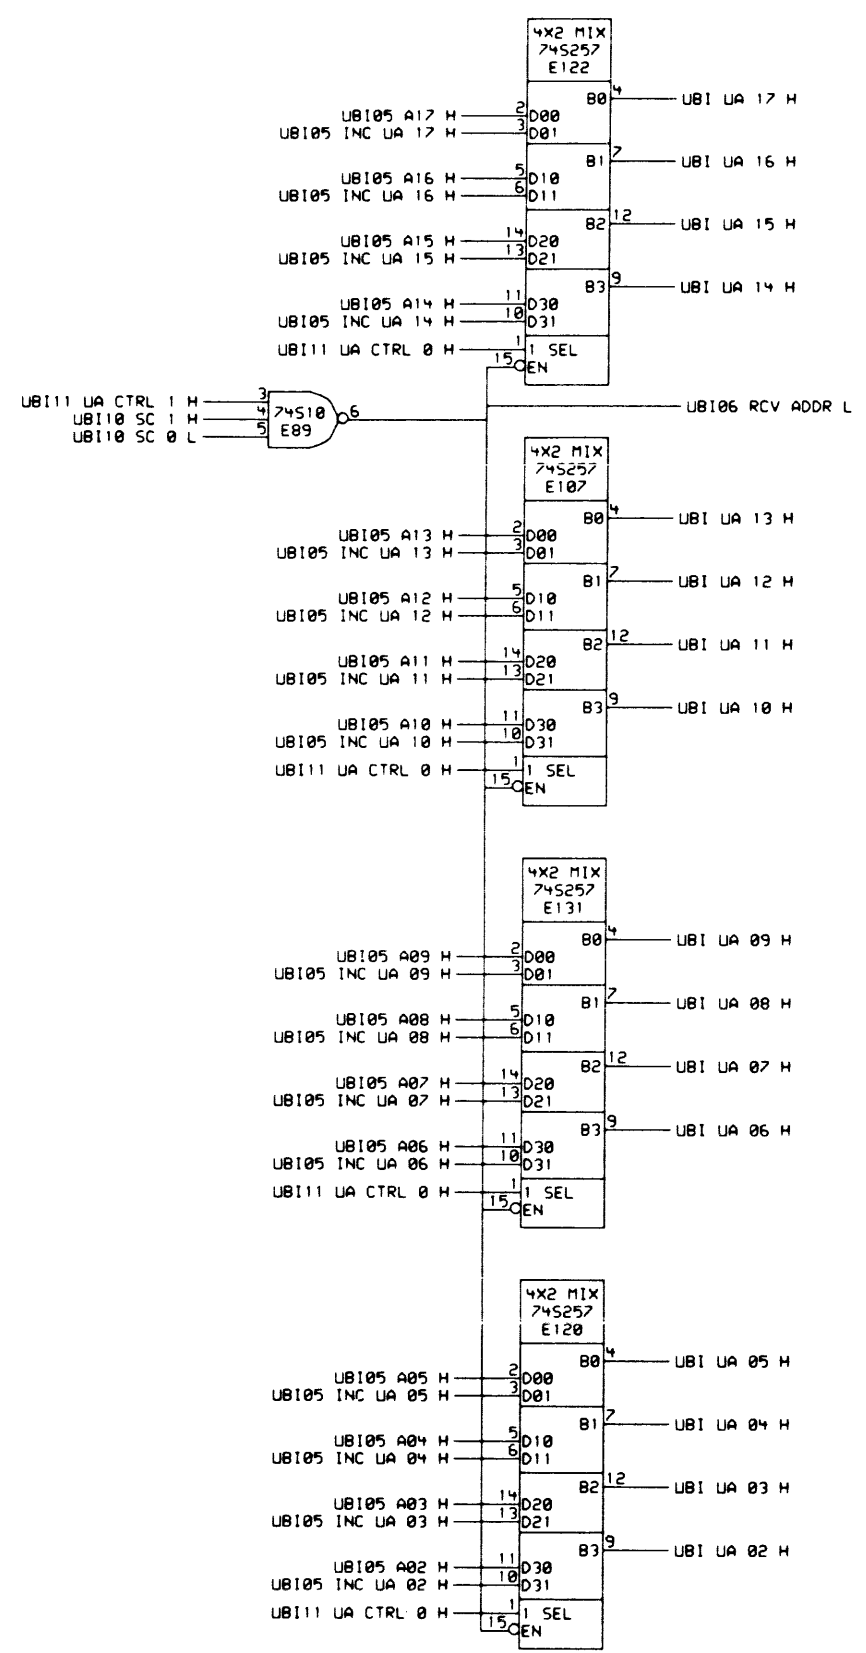 4X2 MIX
74S257
E122
B0 4 UBI UA 17 H
UBI05 A17 H 2 D00
UBI05 INC UA 17 H 3 D01
B1 7 UBI UA 16 H
UBI05 A16 H 5 D10
UBI05 INC UA 16 H 6 D11
B2 12 UBI UA 15 H
UBI05 A15 H 14 D20
UBI05 INC UA 15 H 13 D21
B3 9 UBI UA 14 H
UBI05 A14 H 11 D30
UBI05 INC UA 14 H 10 D31
UBI11 UA CTRL 0 H 1 1 SEL
15 EN
UBI11 UA CTRL 1 H 3
UBI10 SC 1 H 4 74S10 6
UBI10 SC 0 L 5 E89
UBI06 RCV ADDR L
4X2 MIX
74S257
E107
B0 4 UBI UA 13 H
UBI05 A13 H 2 D00
UBI05 INC UA 13 H 3 D01
B1 7 UBI UA 12 H
UBI05 A12 H 5 D10
UBI05 INC UA 12 H 6 D11
B2 12 UBI UA 11 H
UBI05 A11 H 14 D20
UBI05 INC UA 11 H 13 D21
B3 9 UBI UA 10 H
UBI05 A10 H 11 D30
UBI05 INC UA 10 H 10 D31
UBI11 UA CTRL 0 H 1 1 SEL
15 EN
4X2 MIX
74S257
E131
B0 4 UBI UA 09 H
UBI05 A09 H 2 D00
UBI05 INC UA 09 H 3 D01
B1 7 UBI UA 08 H
UBI05 A08 H 5 D10
UBI05 INC UA 08 H 6 D11
B2 12 UBI UA 07 H
UBI05 A07 H 14 D20
UBI05 INC UA 07 H 13 D21
B3 9 UBI UA 06 H
UBI05 A06 H 11 D30
UBI05 INC UA 06 H 10 D31
UBI11 UA CTRL 0 H 1 1 SEL
15 EN
4X2 MIX
74S257
E120
B0 4 UBI UA 05 H
UBI05 A05 H 2 D00
UBI05 INC UA 05 H 3 D01
B1 7 UBI UA 04 H
UBI05 A04 H 5 D10
UBI05 INC UA 04 H 6 D11
B2 12 UBI UA 03 H
UBI05 A03 H 14 D20
UBI05 INC UA 03 H 13 D21
B3 9 UBI UA 02 H
UBI05 A02 H 11 D30
UBI05 INC UA 02 H 10 D31
UBI11 UA CTRL 0 H 1 1 SEL
15 EN